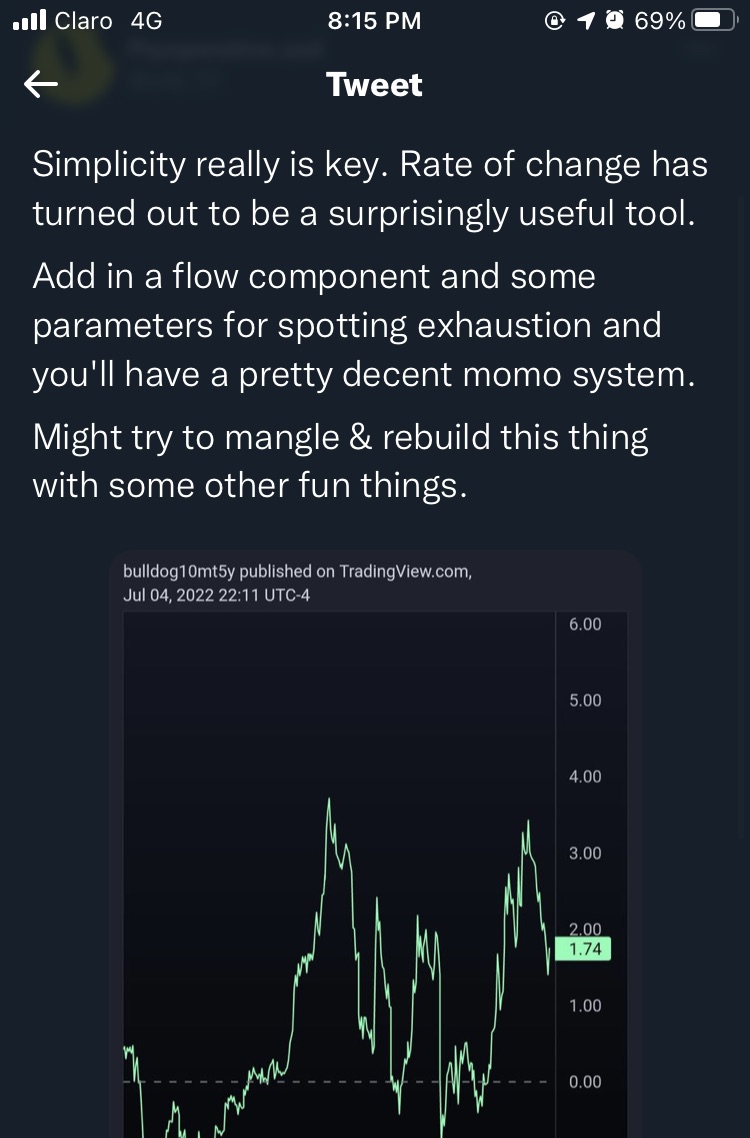 Claro 4G 8:15 PM 69%
Tweet
Simplicity really is key. Rate of change has
turned out to be a surprisingly useful tool.
Add in a flow component and some
parameters for spotting exhaustion and
you'll have a pretty decent momo system.
Might try to mangle & rebuild this thing
with some other fun things.
bulldog10mt5y published on TradingView.com,
Jul 04, 2022 22:11 UTC-4
6.00
5.00
4.00
3.00
2.00
1.74
1.00
0.00